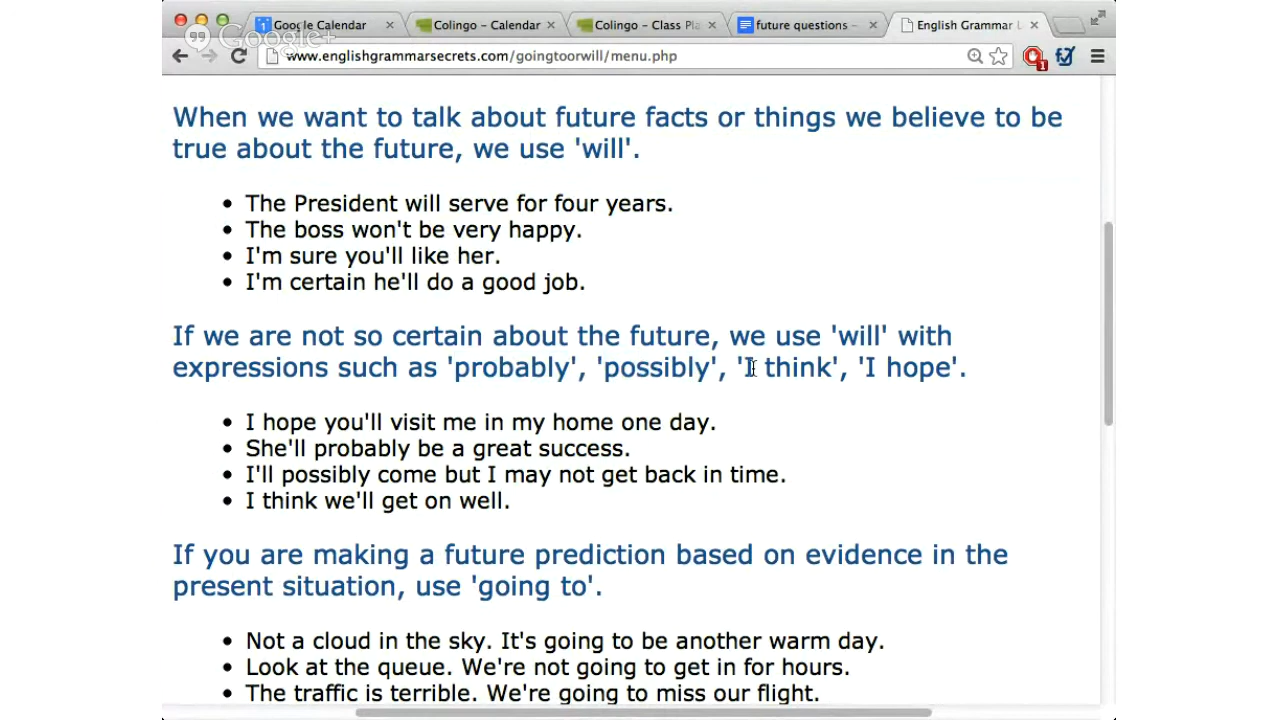 Google Calendar
Colingo – Calendar
Colingo – Class Pla
future questions –
English Grammar L
Google+
www.englishgrammarsecrets.com/goingtoorwill/menu.php
1
When we want to talk about future facts or things we believe to be
true about the future, we use 'will'.
• The President will serve for four years.
• The boss won't be very happy.
• I'm sure you'll like her.
• I'm certain he'll do a good job.
If we are not so certain about the future, we use 'will' with
expressions such as 'probably', 'possibly', 'I think', 'I hope'.
• I hope you'll visit me in my home one day.
• She'll probably be a great success.
• I'll possibly come but I may not get back in time.
• I think we'll get on well.
If you are making a future prediction based on evidence in the
present situation, use 'going to'.
• Not a cloud in the sky. It's going to be another warm day.
• Look at the queue. We're not going to get in for hours.
• The traffic is terrible. We're going to miss our flight.